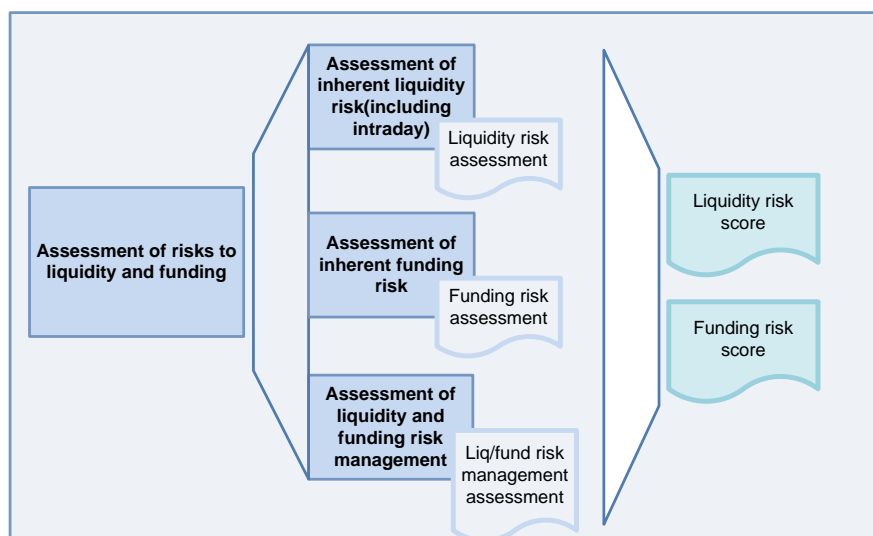 Assessment of risks to
liquidity and funding
Assessment of
inherent liquidity
risk(including
intraday)
Liquidity risk
assessment
Assessment of
inherent funding
risk
Funding risk
assessment
Assessment of
liquidity and
funding risk
management
Liq/fund risk
management
assessment
Liquidity risk
score
Funding risk
score